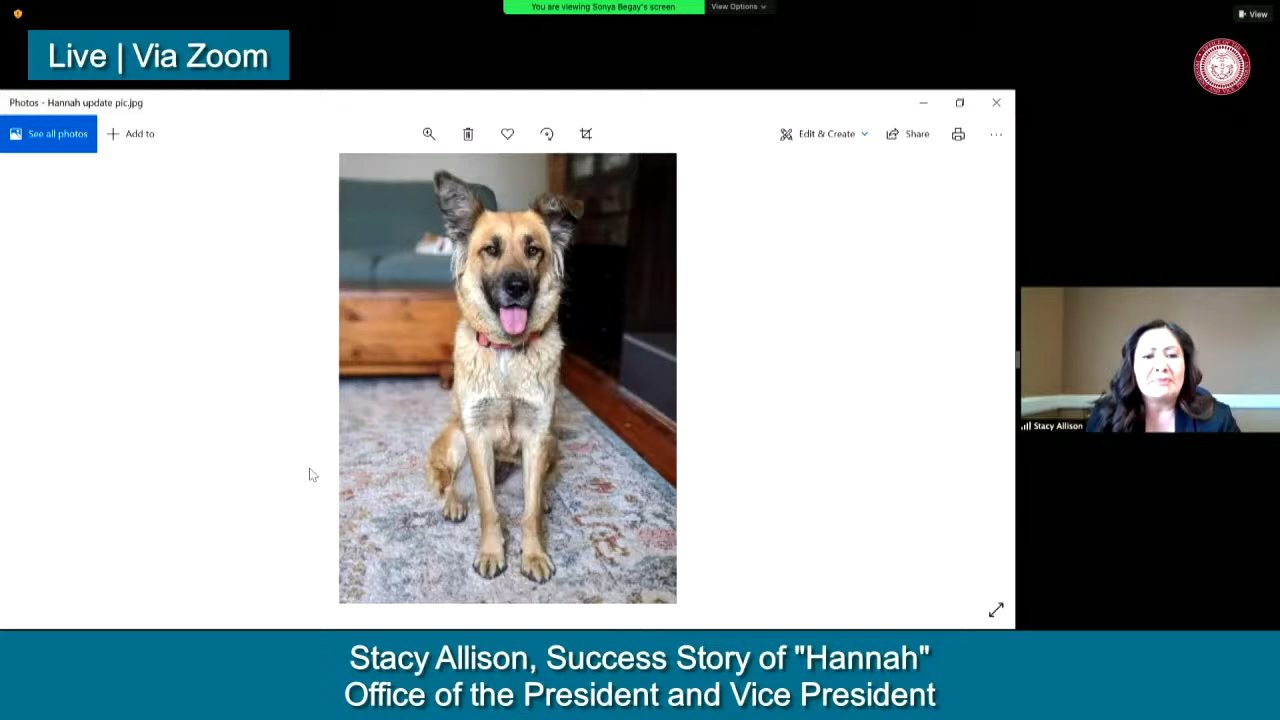 You are viewing Sonya Begay's screen
View Options
View
Live | Via Zoom
Photos - Hannah update pic.jpg
See all photos
Add to
Edit & Create
Share
Stacy Allison
Stacy Allison, Success Story of "Hannah"
Office of the President and Vice President